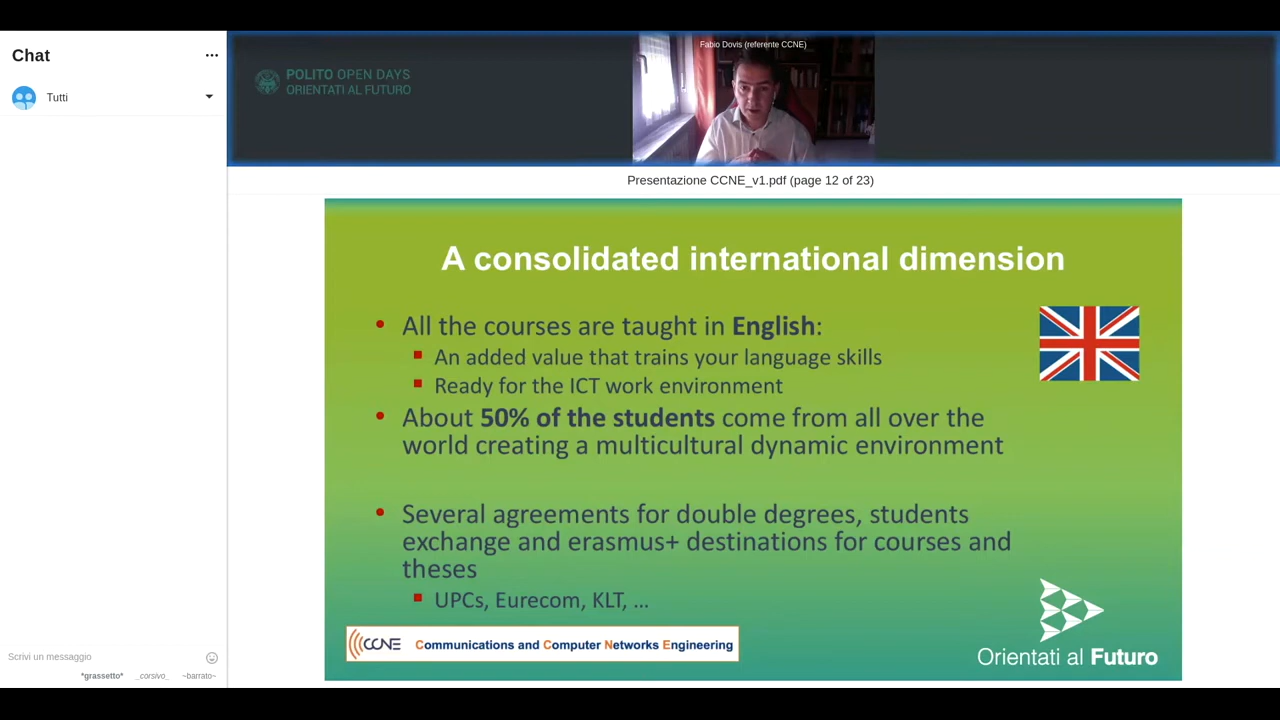 Chat
Tutti
Fabio Dovis (referente CCNE)
POLITO OPEN DAYS
ORIENTATI AL FUTURO
Presentazione CCNE_v1.pdf (page 12 of 23)
A consolidated international dimension
• All the courses are taught in English:
▪ An added value that trains your language skills
▪ Ready for the ICT work environment
• About 50% of the students come from all over the
world creating a multicultural dynamic environment
• Several agreements for double degrees, students
exchange and erasmus+ destinations for courses and
theses
▪ UPCs, Eurecom, KLT, ...
CCNE Communications and Computer Networks Engineering
Orientati al Futuro
Scrivi un messaggio
*grassetto* _corsivo_ ~barrato~